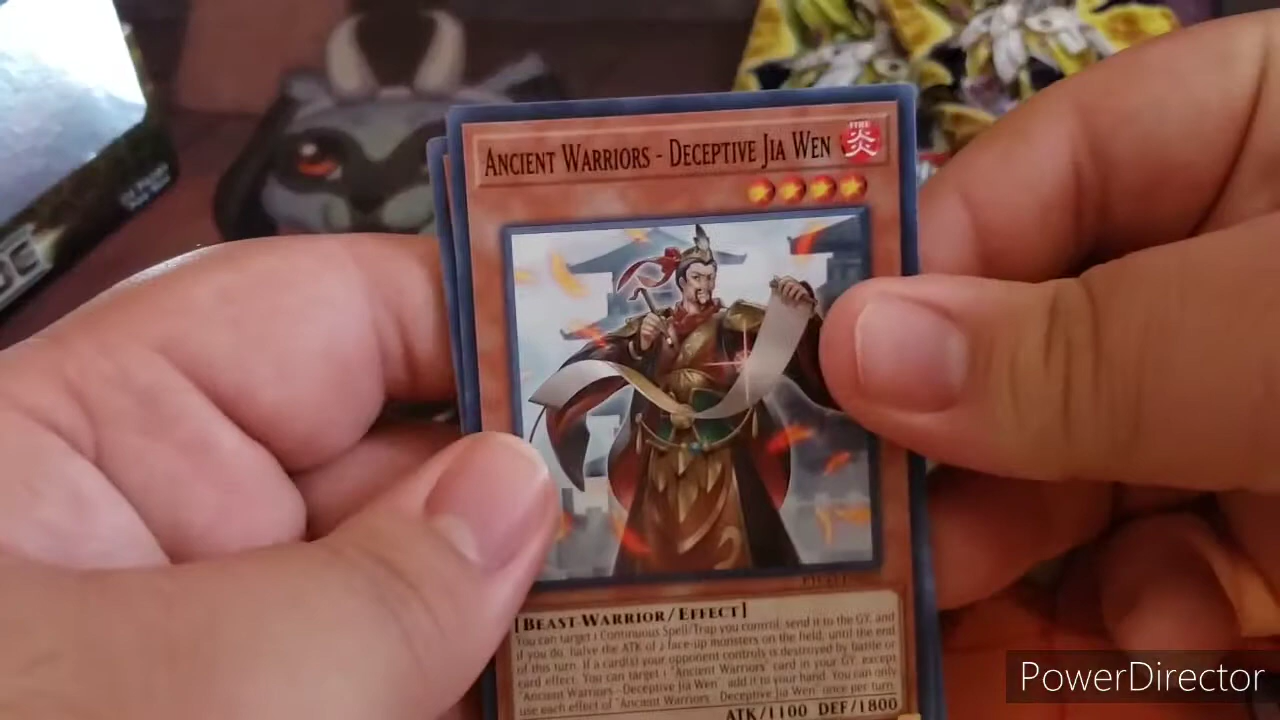 ANCIENT WARRIORS - DECEPTIVE JIA WEN
FIRE
炎
[BEAST-WARRIOR/EFFECT]
You can target 1 Continuous Spell/Trap you control; send it to the GY, and
if you do, halve the ATK of 2 face-up monsters on the field, until the end
of this turn. If a card(s) your opponent controls is destroyed by battle or
card effect: You can target 1 "Ancient Warriors" card in your GY, except
"Ancient Warriors - Deceptive Jia Wen"; add it to your hand. You can only
use each effect of "Ancient Warriors - Deceptive Jia Wen" once per turn.
ATK/1100 DEF/1800
PowerDirector